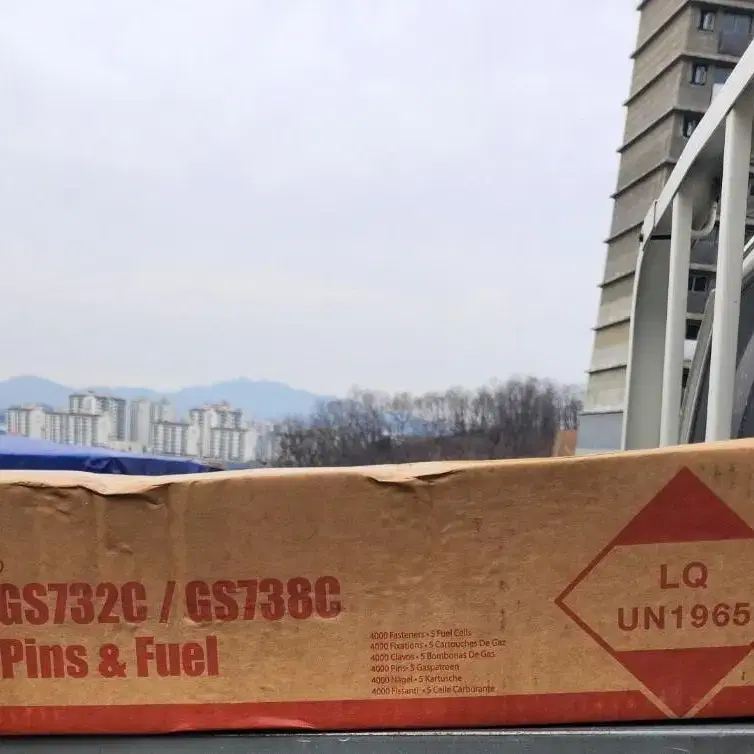 GS732C / GS738C
Pins & Fuel
4000 Fasteners • 5 Fuel Cells
4000 Fixations • 5 Cartouches De Gaz
4000 Clavos • 5 Bombonas De Gas
4000 Pins • 5 Gaspatroen
4000 Nägel • 5 Kartusche
4000 Fissanti • 5 Celle Carburante
LQ
UN1965